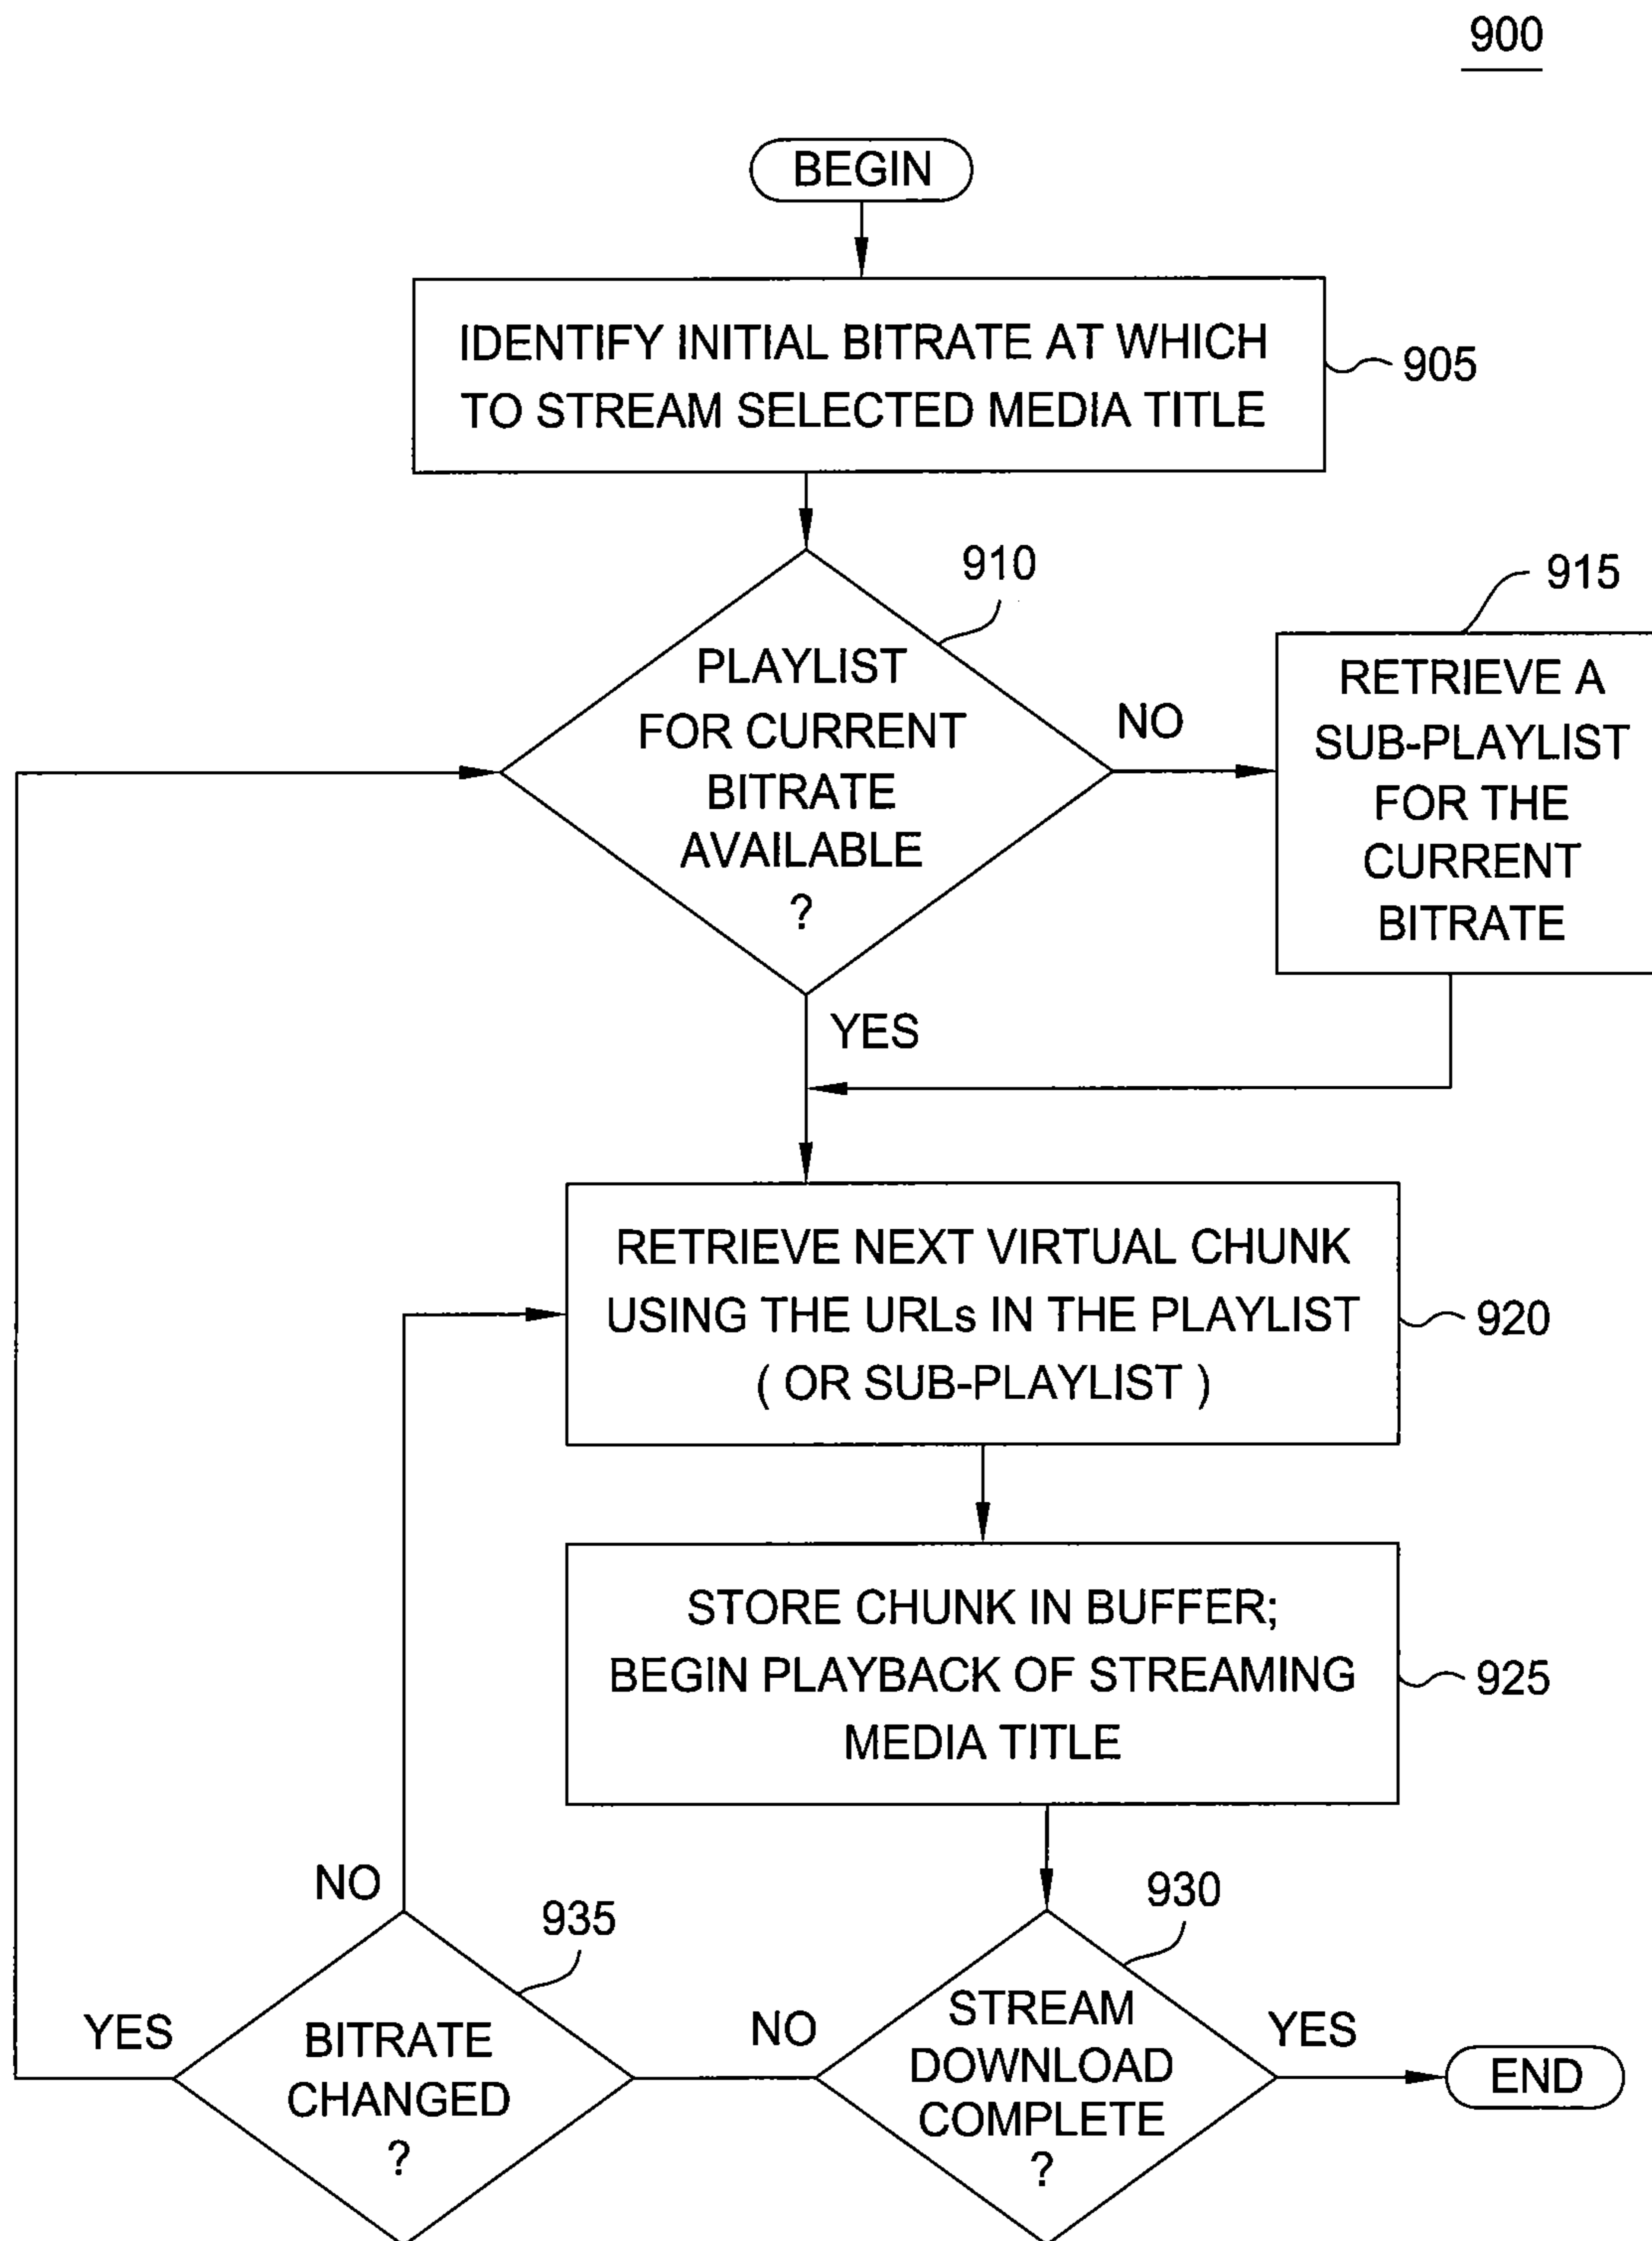 900
BEGIN
IDENTIFY INITIAL BITRATE AT WHICH
TO STREAM SELECTED MEDIA TITLE
905
910
PLAYLIST
FOR CURRENT
BITRATE
AVAILABLE
?
NO
915
RETRIEVE A
SUB-PLAYLIST
FOR THE
CURRENT
BITRATE
YES
RETRIEVE NEXT VIRTUAL CHUNK
USING THE URLs IN THE PLAYLIST
( OR SUB-PLAYLIST )
920
STORE CHUNK IN BUFFER;
BEGIN PLAYBACK OF STREAMING
MEDIA TITLE
925
930
STREAM
DOWNLOAD
COMPLETE
?
YES
END
NO
935
BITRATE
CHANGED
?
NO
YES